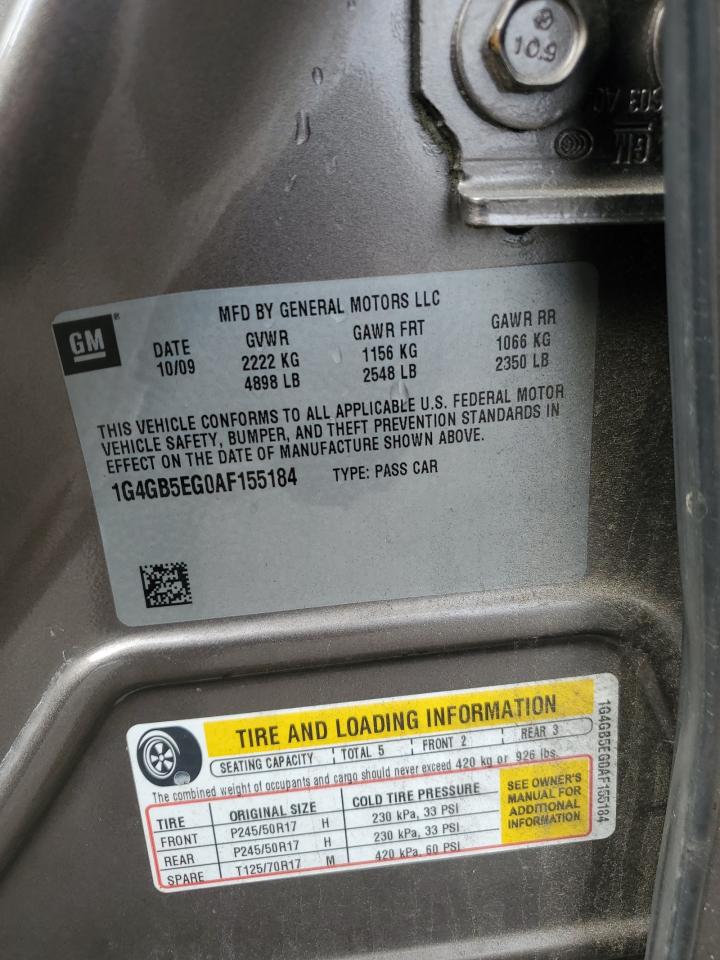 10.9
GM
GM ®
MFD BY GENERAL MOTORS LLC
DATE GVWR GAWR FRT GAWR RR
10/09 2222 KG 1156 KG 1066 KG
4898 LB 2548 LB 2350 LB
THIS VEHICLE CONFORMS TO ALL APPLICABLE U.S. FEDERAL MOTOR
VEHICLE SAFETY, BUMPER, AND THEFT PREVENTION STANDARDS IN
EFFECT ON THE DATE OF MANUFACTURE SHOWN ABOVE.
1G4GB5EG0AF155184 TYPE: PASS CAR
TIRE AND LOADING INFORMATION
SEATING CAPACITY TOTAL 5 FRONT 2 REAR 3
The combined weight of occupants and cargo should never exceed 420 kg or 926 lbs.
TIRE ORIGINAL SIZE COLD TIRE PRESSURE
FRONT P245/50R17 H 230 kPa, 33 PSI
REAR P245/50R17 H 230 kPa, 33 PSI
SPARE T125/70R17 M 420 kPa, 60 PSI
SEE OWNER'S
MANUAL FOR
ADDITIONAL
INFORMATION
1G4GB5EG0AF155184